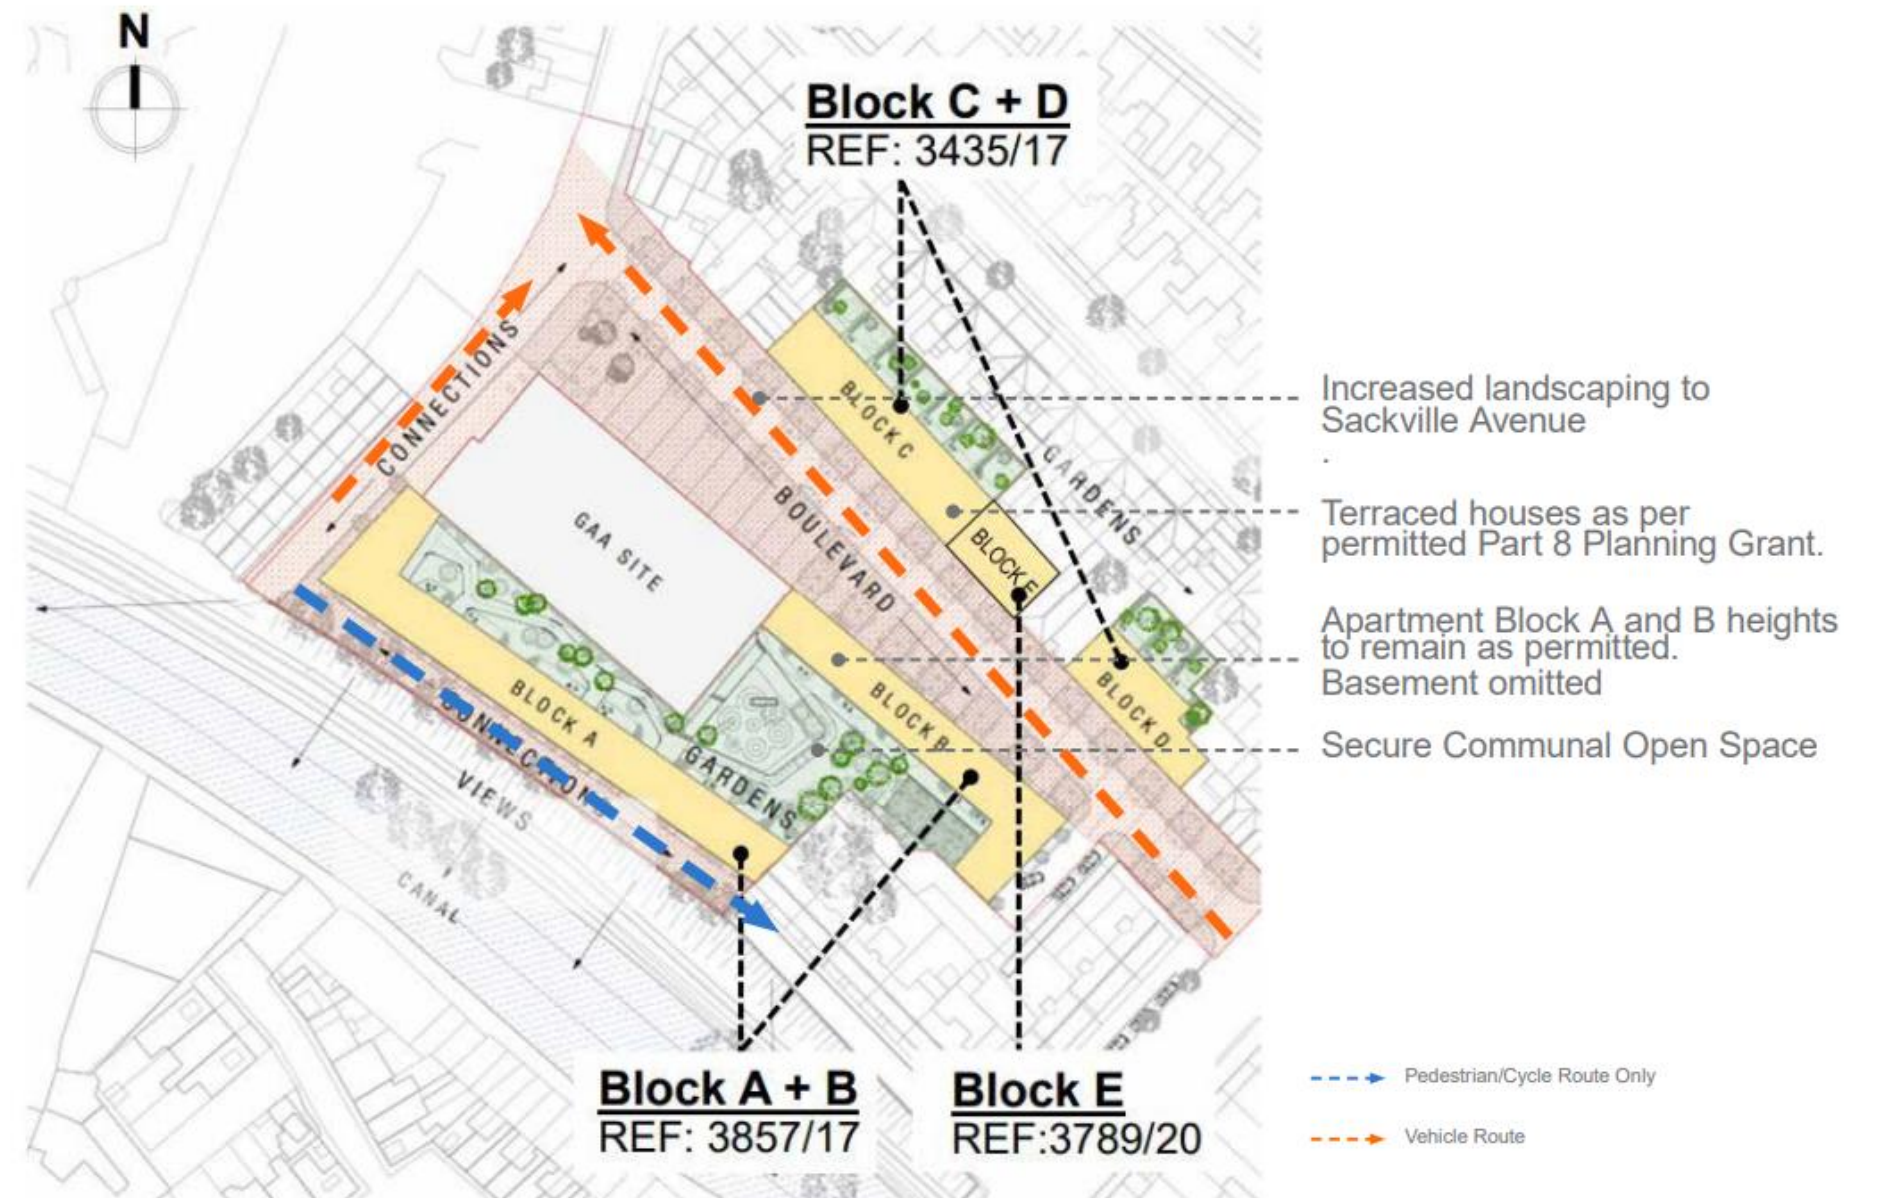 N
Block C + D
REF: 3435/17
CONNECTIONS
BLOCK C
GARDENS
Increased landscaping to
Sackville Avenue
.
Terraced houses as per
permitted Part 8 Planning Grant.
GAA SITE
BOULEVARD
BLOCK E
Apartment Block A and B heights
to remain as permitted.
Basement omitted
BLOCK A
BLOCK B
BLOCK D
Secure Communal Open Space
CONNECTIONS
GARDENS
VIEWS
CANAL
Block A + B
REF: 3857/17
Block E
REF:3789/20
Pedestrian/Cycle Route Only
Vehicle Route